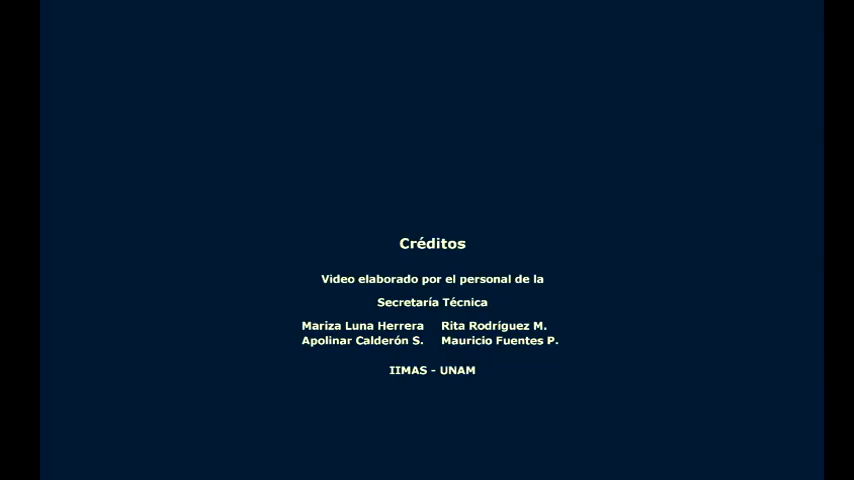 Créditos
Video elaborado por el personal de la
Secretaría Técnica
Mariza Luna Herrera Rita Rodríguez M.
Apolinar Calderón S. Mauricio Fuentes P.
IIMAS - UNAM